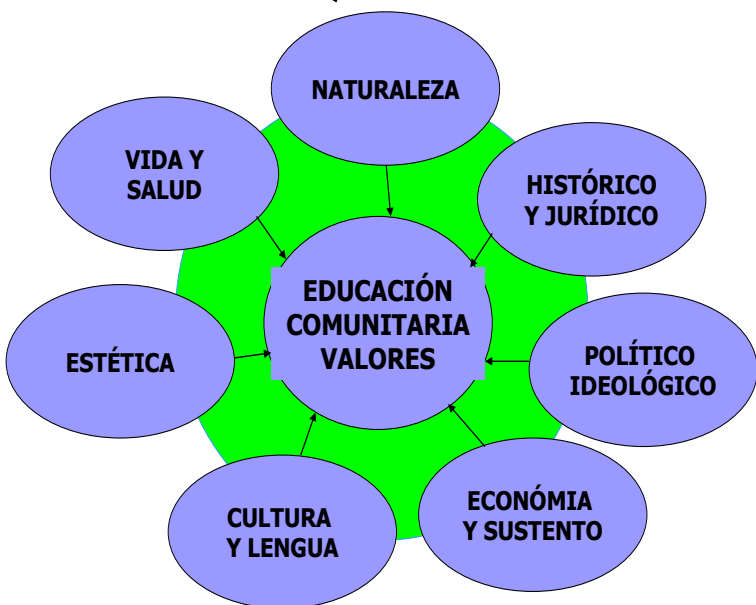 NATURALEZA
VIDA Y
SALUD
HISTÓRICO
Y JURÍDICO
EDUCACIÓN
COMUNITARIA
VALORES
ESTÉTICA
POLÍTICO
IDEOLÓGICO
CULTURA
Y LENGUA
ECONÓMIA
Y SUSTENTO